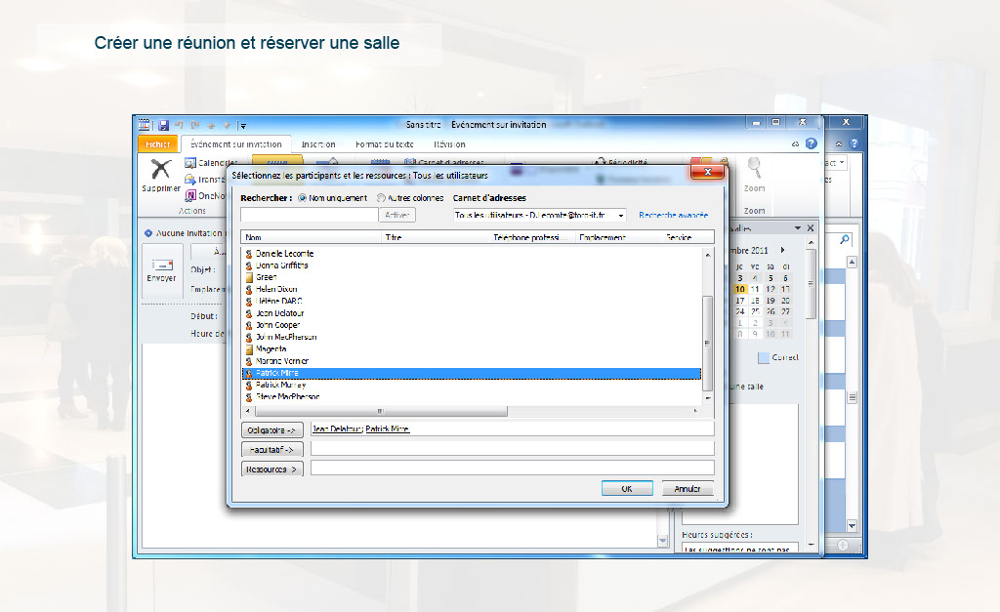 Créer une réunion et réserver une salle
Sans titre - Événement sur invitation
Fichier Événement sur invitation Insertion Format du texte Révision
Supprimer
Calendrier
OneNote
Actions
Carnet d'adresses
Périodicité
Zoom
Zoom
Sélectionnez les participants et les ressources : Tous les utilisateurs
Rechercher : Nom uniquement Autres colonnes Carnet d'adresses
Activer Tous les utilisateurs - D.Lecomte@ford-it.fr Recherche avancée
Nom Titre Téléphone professi... Emplacement Service
Danielle Lecomte
Donna Griffiths
Green
Helen Dixon
Hélène DARC
Jean Delatour
John Cooper
John MacPherson
Magenta
Martine Vernier
Patrick Mirre
Patrick Murray
Steve MacPherson
Obligatoire -> Jean Delatour; Patrick Mirre
Facultatif ->
Ressources ->
OK Annuler
Aucune invitation
Envoyer
À...
Objet :
Emplacem
Début :
Heure de
mbre 2011
je ve sa di
3 4 5 6
10 11 12 13
17 18 19 20
24 25 26 27
1 2 3 4
8 9 10 11
Correct
une salle
Heures suggérées :
Les suggestions ne sont pas